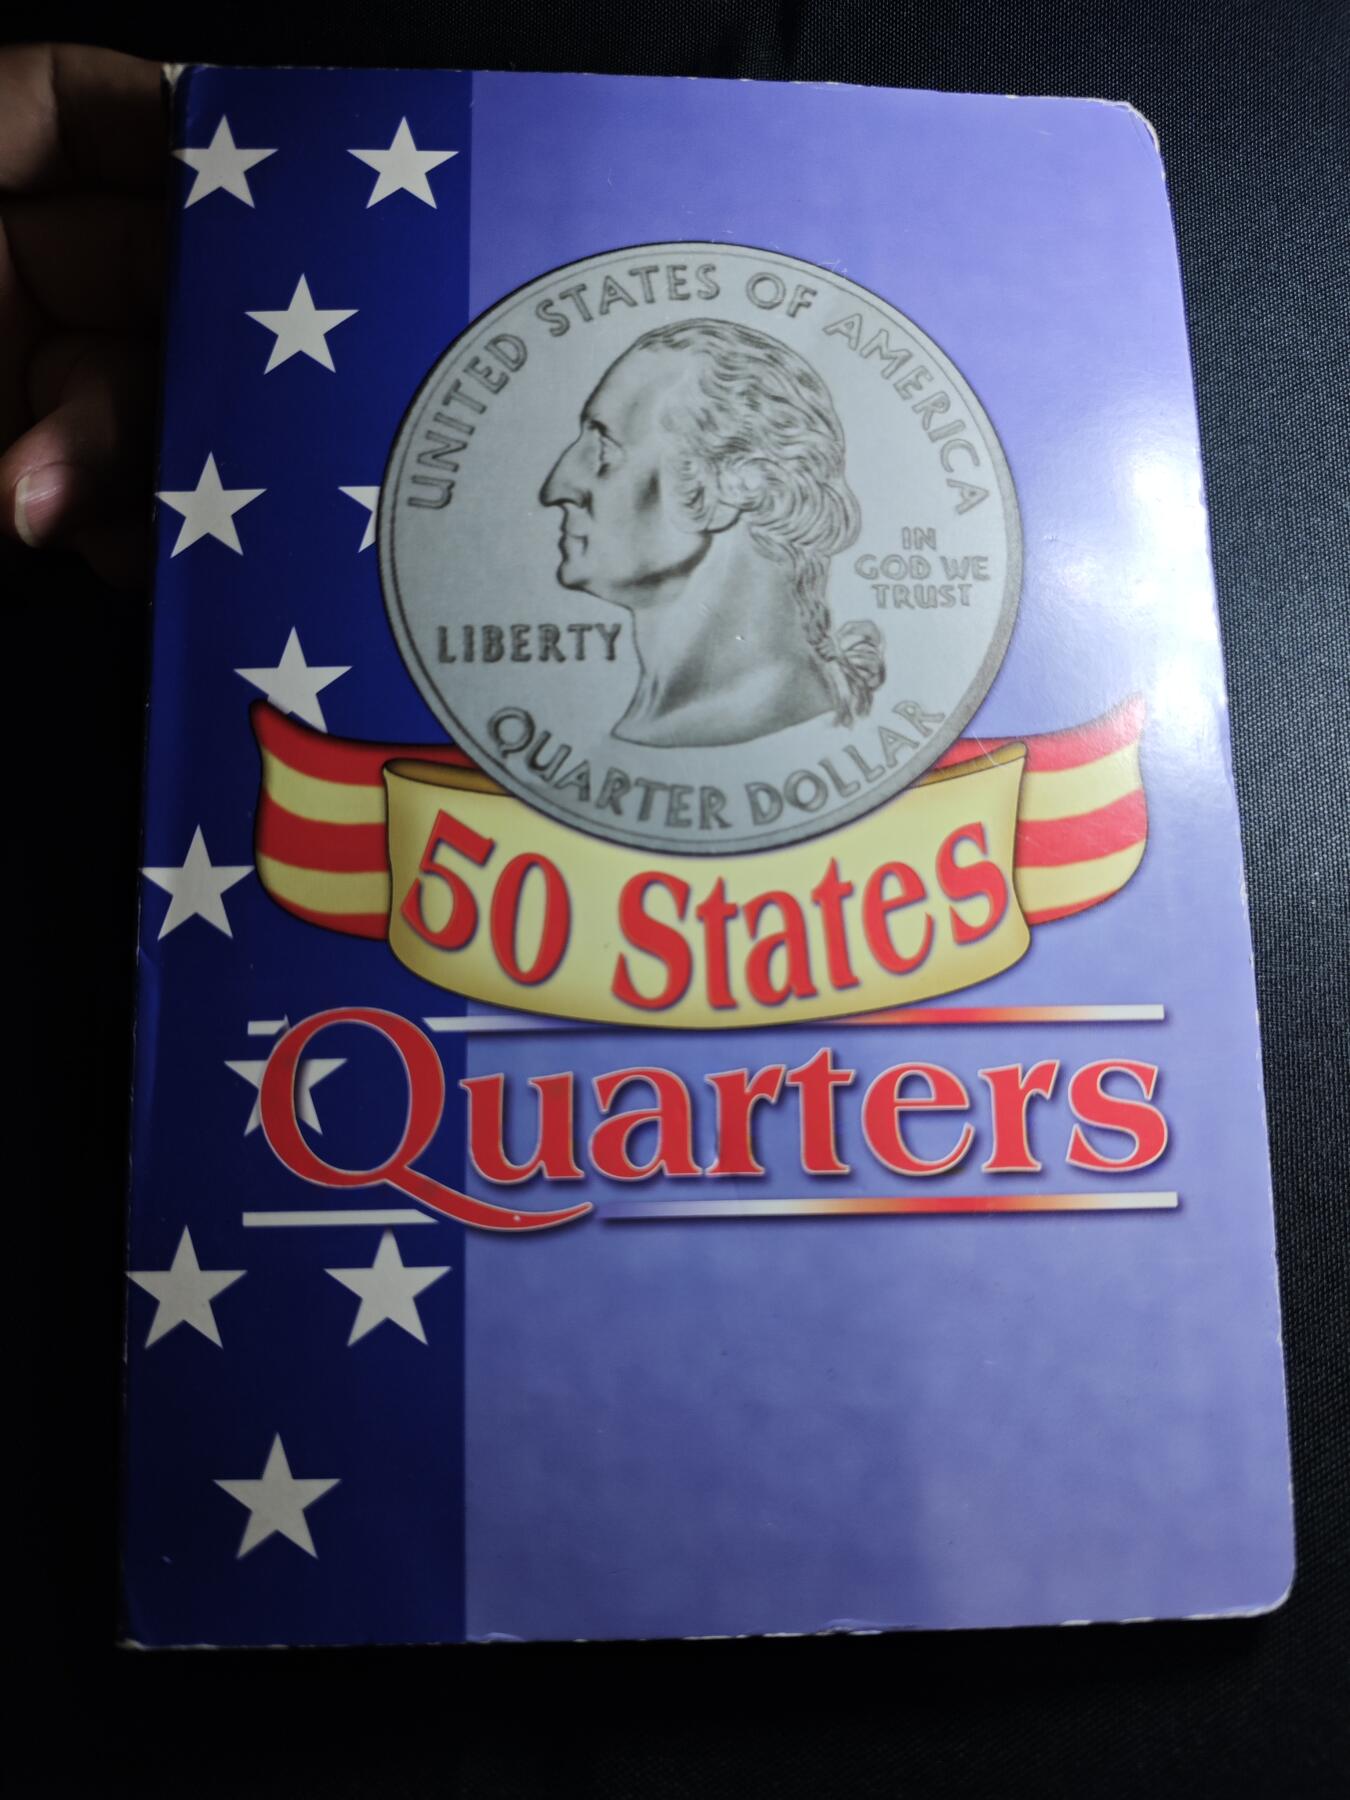 UNITED STATES OF AMERICA
IN
GOD WE
TRUST
LIBERTY
QUARTER DOLLAR
50 States
Quarters